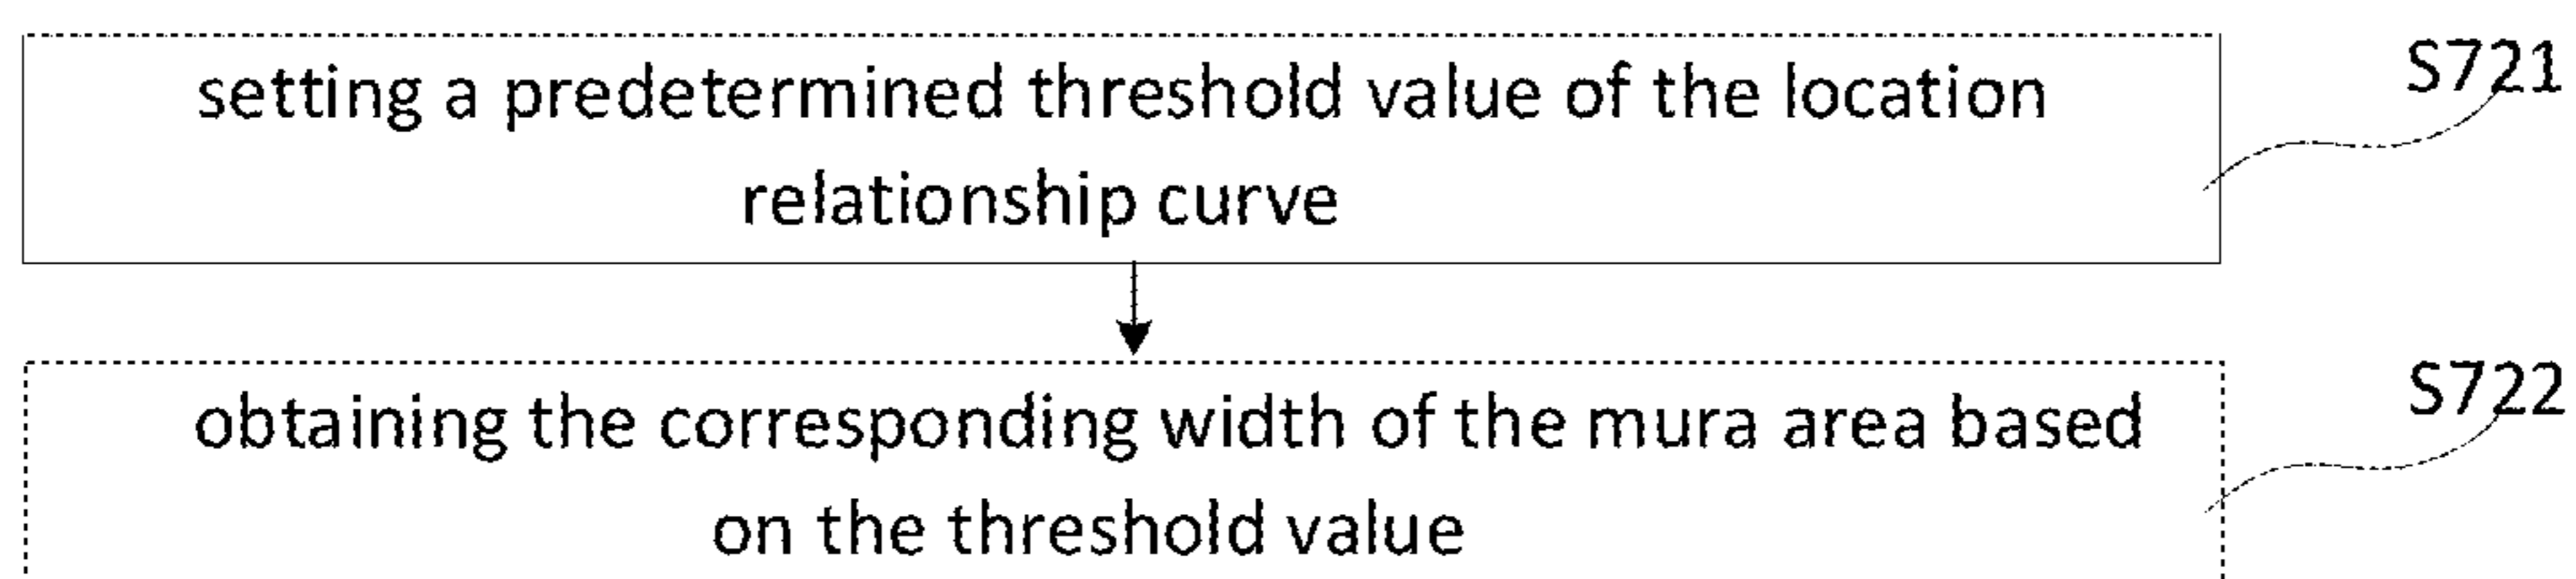 setting a predetermined threshold value of the location
S721
relationship curve
obtaining the corresponding width of the mura area based
S722
on the threshold value